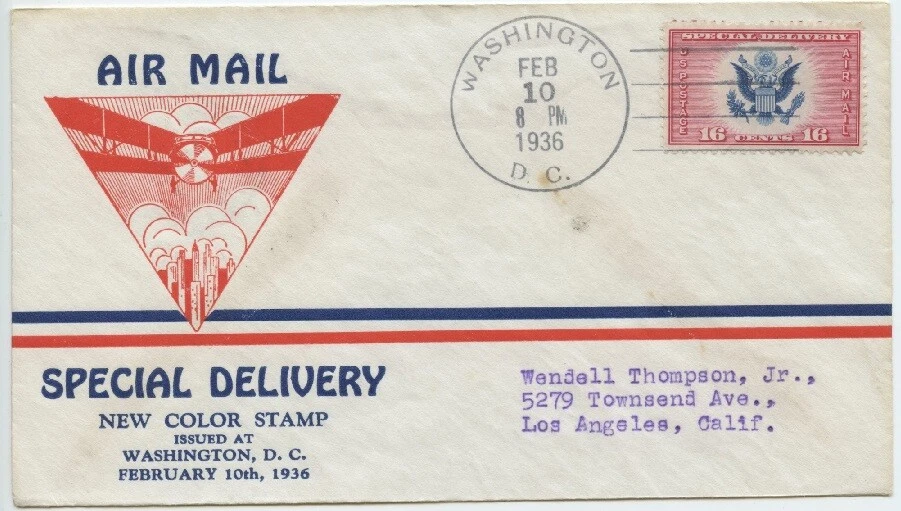 AIR MAIL
WASHINGTON
FEB
10
8 PM
1936
D. C.
SPECIAL DELIVERY
US POSTAGE
AIR MAIL
16 CENTS 16
SPECIAL DELIVERY
NEW COLOR STAMP
ISSUED AT
WASHINGTON, D. C.
FEBRUARY 10th, 1936
Wendell Thompson, Jr.,
5279 Townsend Ave.,
Los Angeles, Calif.